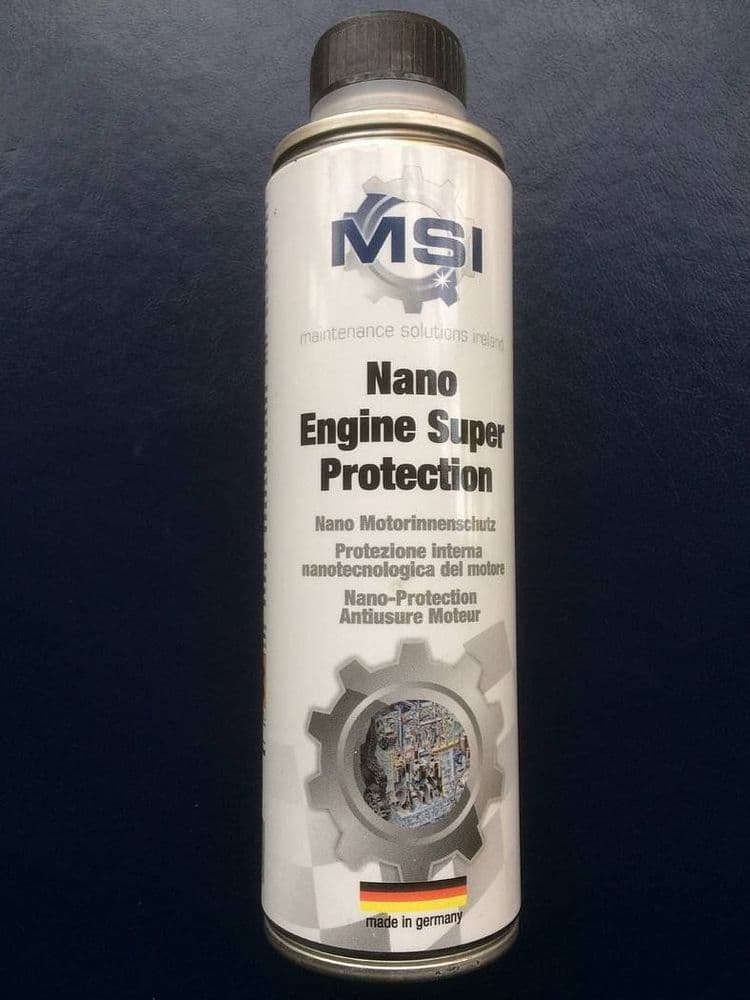 MSI
maintenance solutions ireland
Nano
Engine Super
Protection
Nano Motorinnenschutz
Protezione interna
nanotecnologica del motore
Nano-Protection
Antiusure Moteur
made in germany